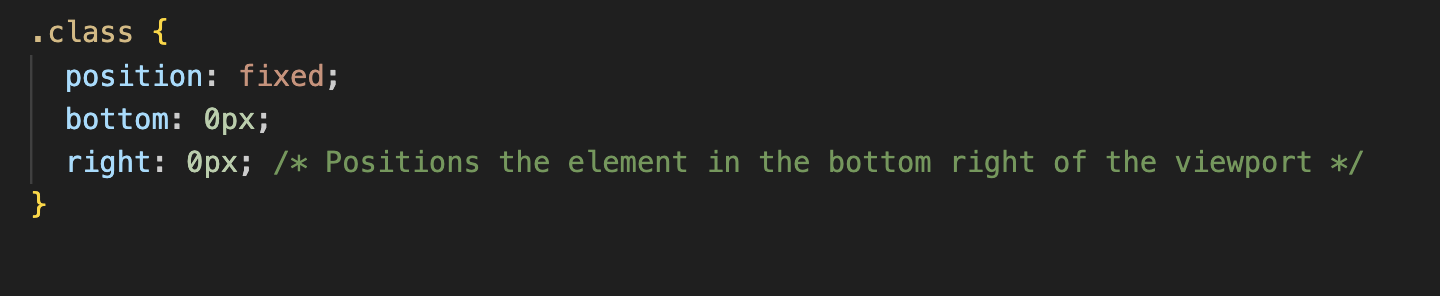 .class {
position: fixed;
bottom: 0px;
right: 0px; /* Positions the element in the bottom right of the viewport */
}